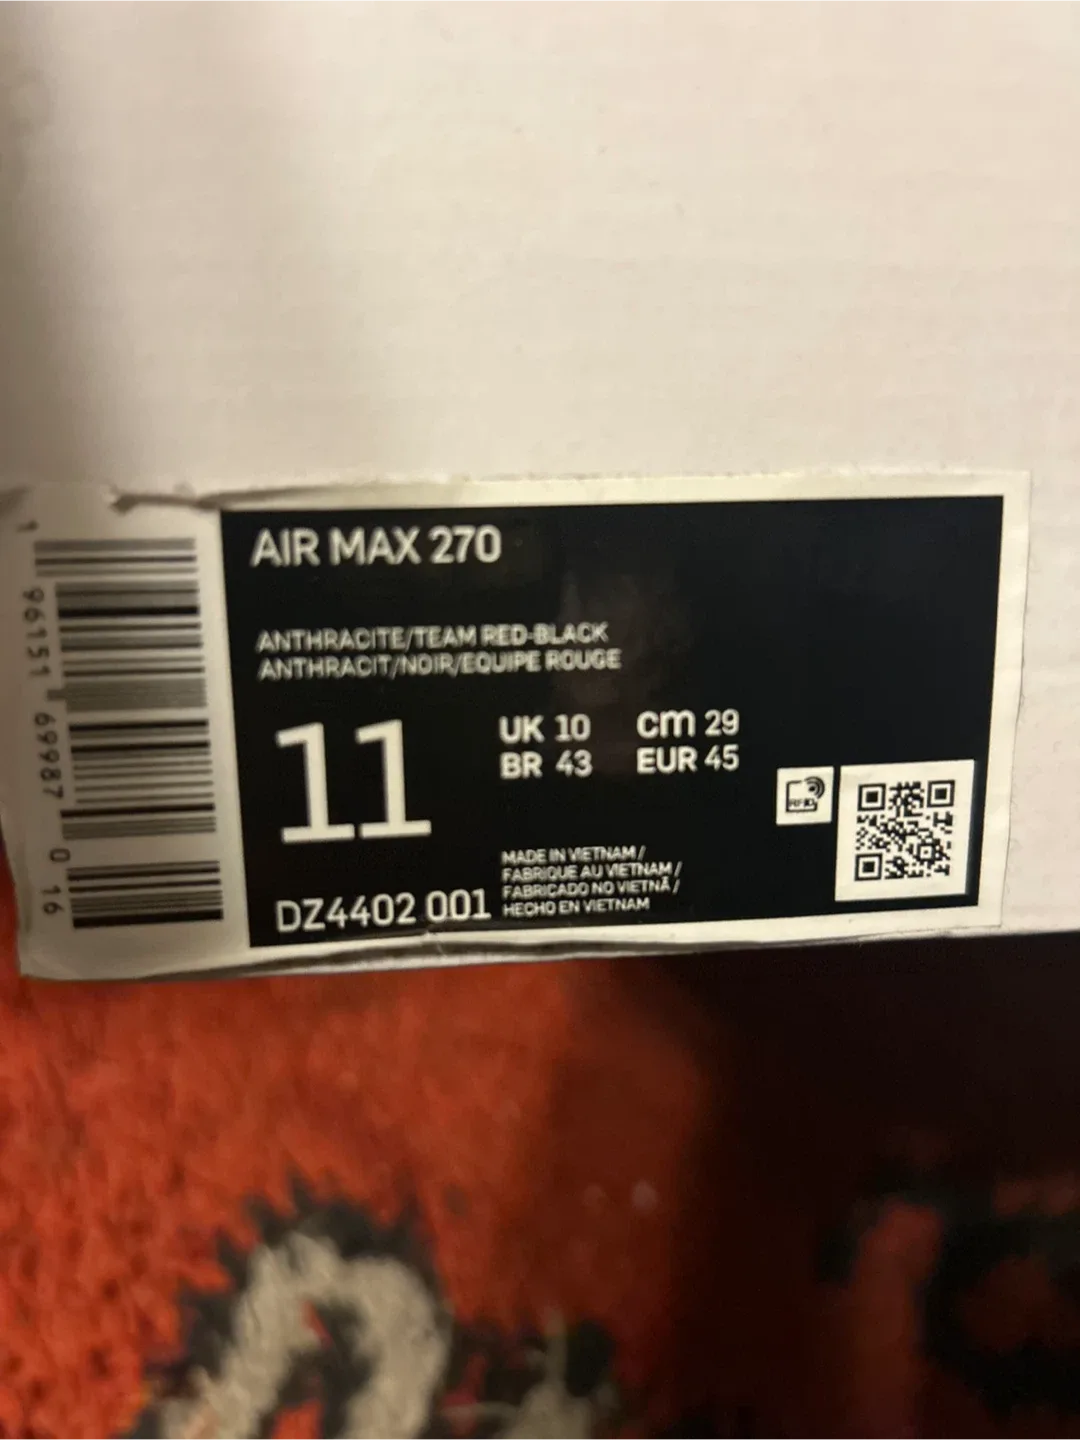 AIR MAX 270
ANTHRACITE/TEAM RED-BLACK
ANTHRACIT/NOIR/EQUIPE ROUGE
11
UK 10 cm 29
BR 43 EUR 45
RFID
MADE IN VIETNAM /
FABRIQUE AU VIETNAM /
FABRICADO NO VIETNÃ /
HECHO EN VIETNAM
DZ4402 001
1 96151 69987 0 16